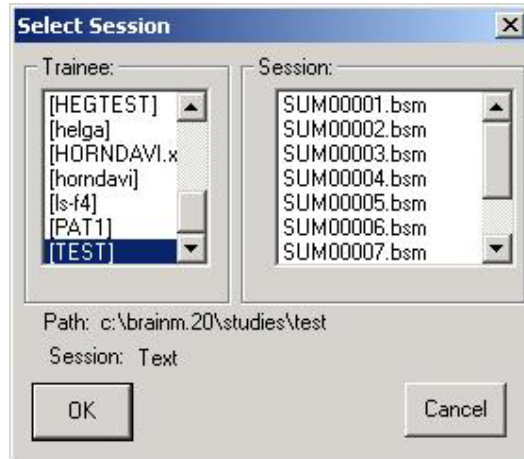 Select Session
Trainee:
[HEGTEST]
[helga]
[HORNDAVI.x
[horndavi]
[ls-f4]
[PAT1]
[TEST]
Session:
SUM00001.bsm
SUM00002.bsm
SUM00003.bsm
SUM00004.bsm
SUM00005.bsm
SUM00006.bsm
SUM00007.bsm
Path: c:\brainm.20\studies\test
Session: Text
OK
Cancel